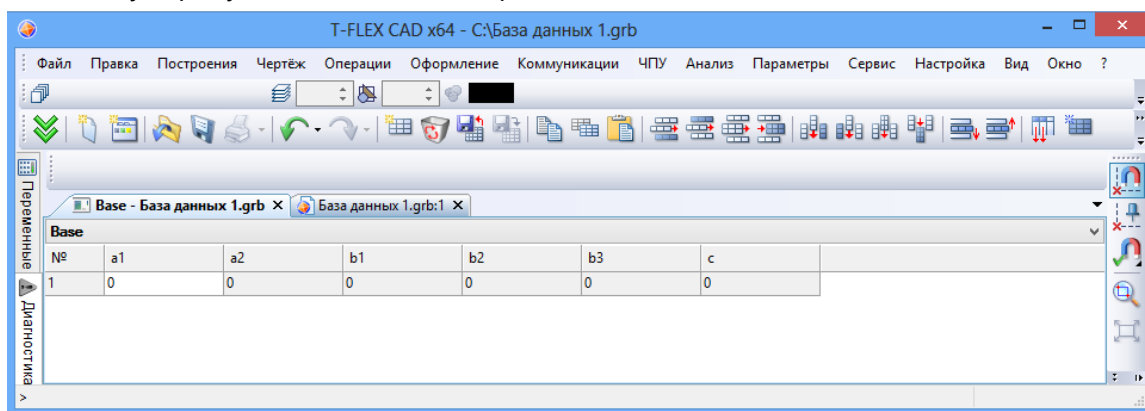 T-FLEX CAD x64 - C:\База данных 1.grb
Файл Правка Построения Чертёж Операции Оформление Коммуникации ЧПУ Анализ Параметры Сервис Настройка Вид Окно ?
Переменные
Base - База данных 1.grb База данных 1.grb:1
Base
№ a1 a2 b1 b2 b3 c
1 0 0 0 0 0 0
Диагностика
>